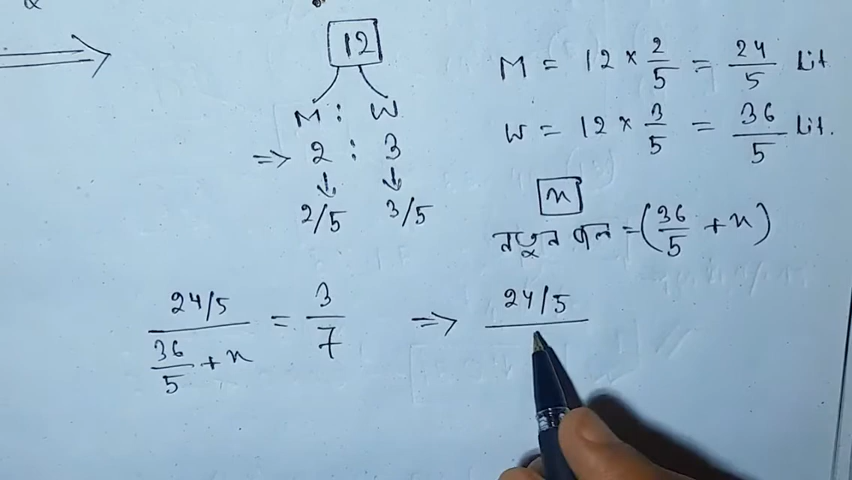 12
M : W
⇒ 2 : 3
↓ ↓
2/5 3/5
M = 12 × 2/5 = 24/5 Lit
W = 12 × 3/5 = 36/5 Lit.
x
নতুন জল = (36/5 + x)
(24/5)/(36/5 + x) = 3/7 ⇒ 24/5